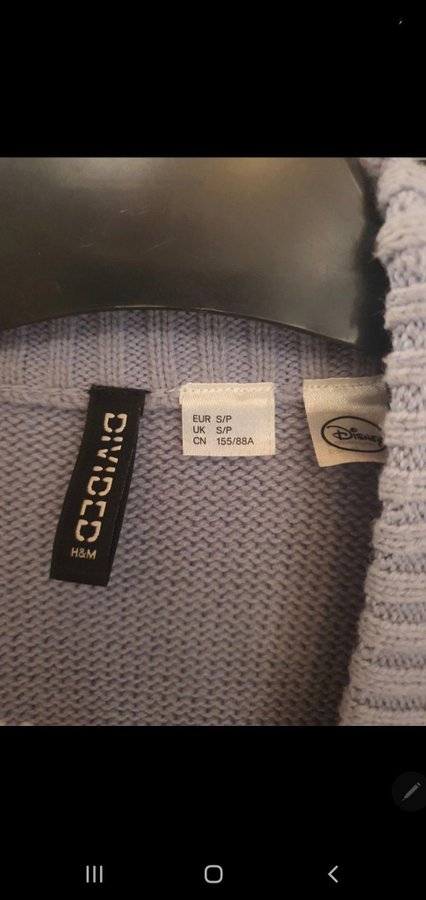 DIVIDED
H&M
EUR S/P
UK S/P
CN 155/88A
Disney